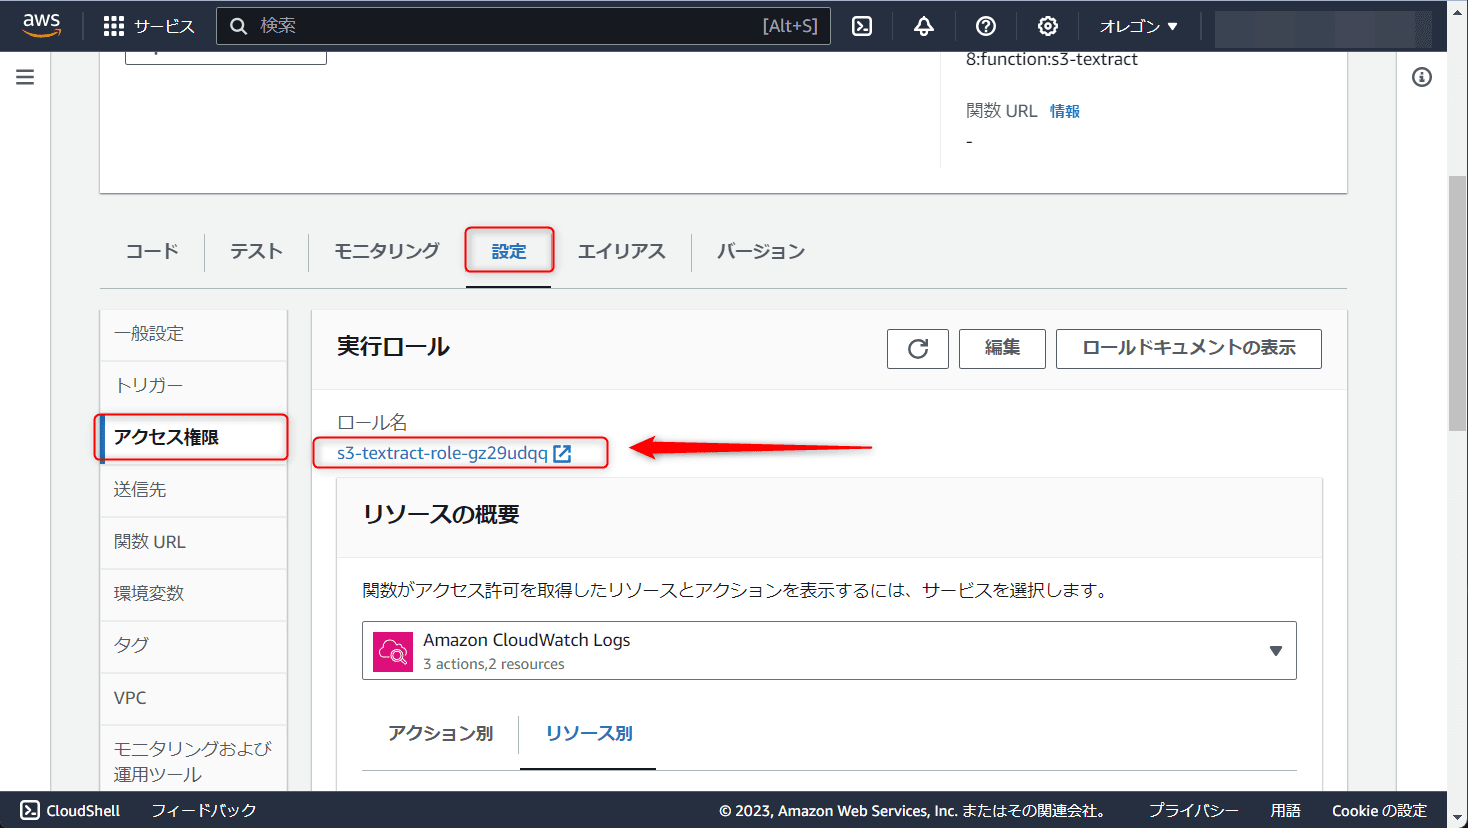 aws
サービス
検索
[Alt+S]
オレゴン
8:function:s3-textract
関数 URL 情報
-
コード
テスト
モニタリング
設定
エイリアス
バージョン
一般設定
トリガー
アクセス権限
送信先
関数 URL
環境変数
タグ
VPC
モニタリングおよび
運用ツール
実行ロール
編集
ロールドキュメントの表示
ロール名
s3-textract-role-gz29udqq
リソースの概要
関数がアクセス許可を取得したリソースとアクションを表示するには、サービスを選択します。
Amazon CloudWatch Logs
3 actions,2 resources
アクション別
リソース別
CloudShell
フィードバック
© 2023, Amazon Web Services, Inc. またはその関連会社。
プライバシー
用語
Cookie の設定